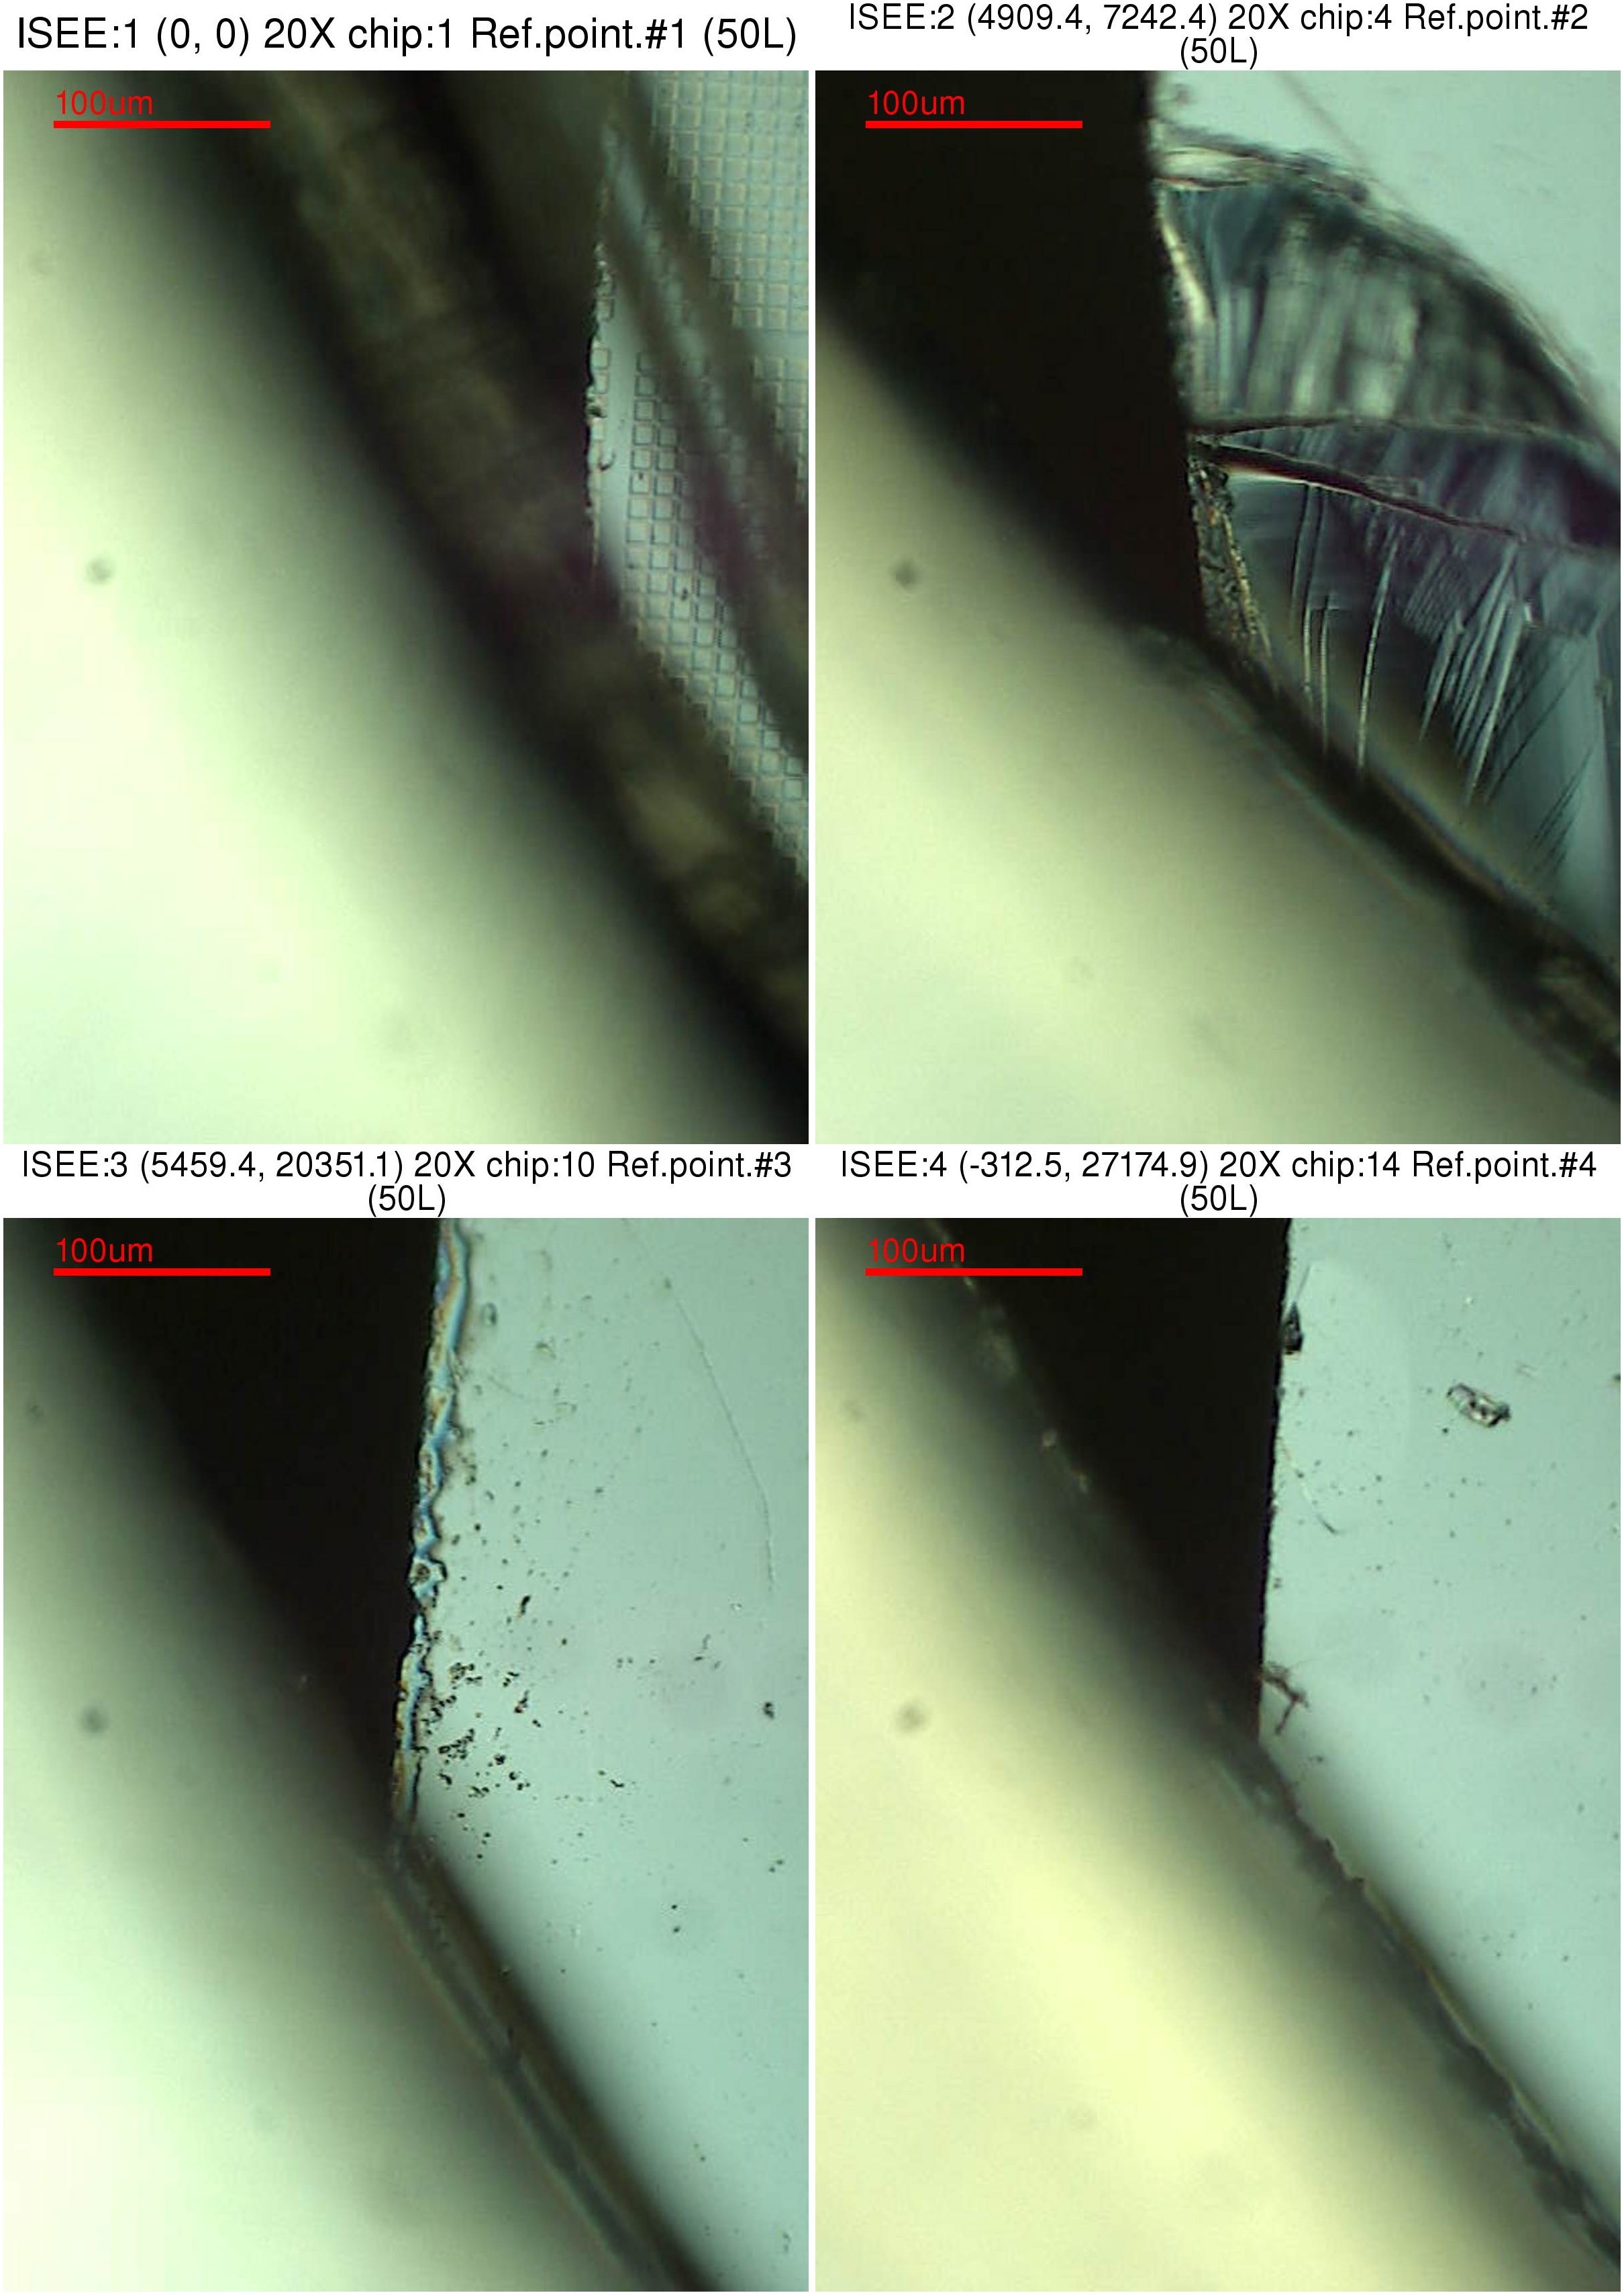 ISEE:1 (0, 0) 20X chip:1 Ref.point.#1 (50L)
100um
ISEE:2 (4909.4, 7242.4) 20X chip:4 Ref.point.#2
(50L)
100um
ISEE:3 (5459.4, 20351.1) 20X chip:10 Ref.point.#3
(50L)
100um
ISEE:4 (-312.5, 27174.9) 20X chip:14 Ref.point.#4
(50L)
100um